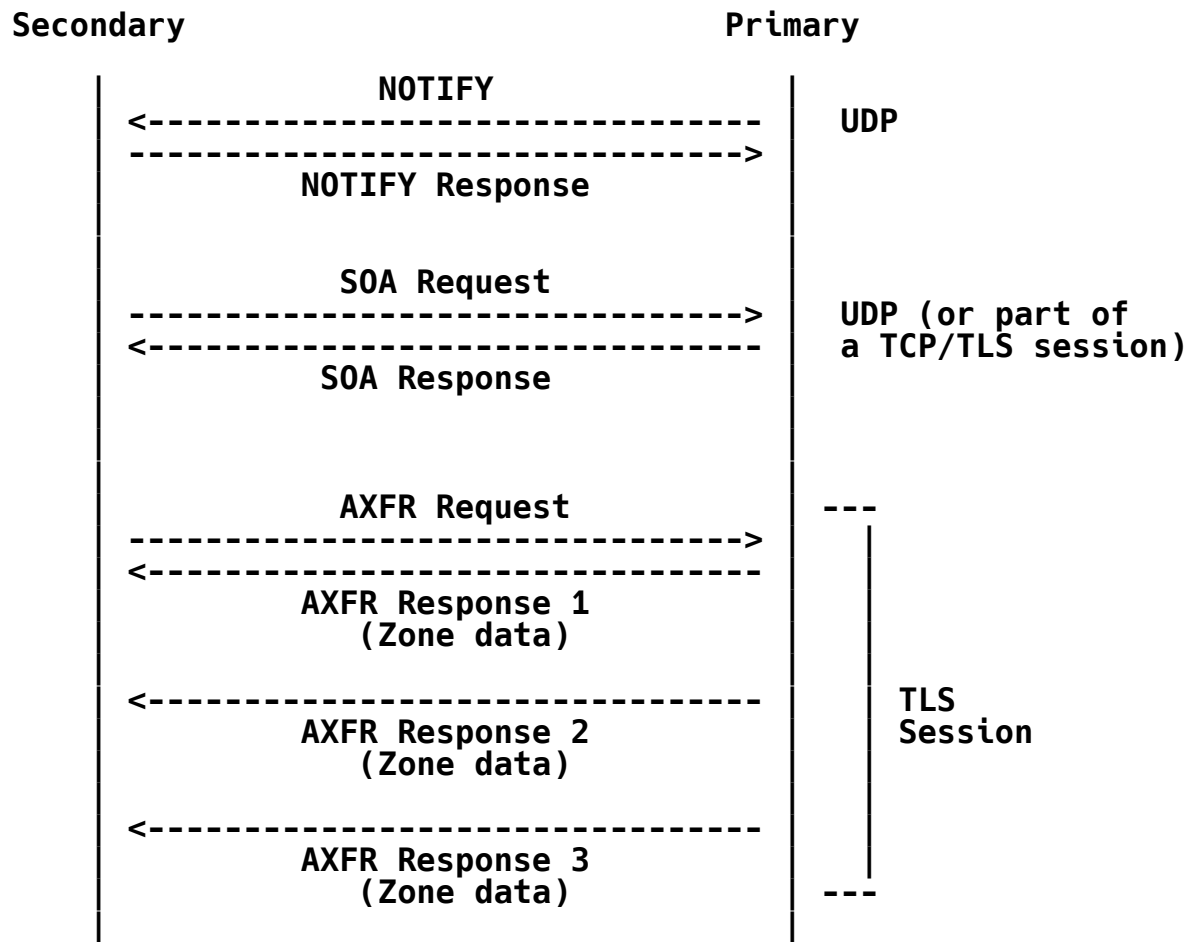 Secondary Primary
NOTIFY
<-------------------------------- UDP
-------------------------------->
NOTIFY Response
SOA Request
--------------------------------> UDP (or part of
<-------------------------------- a TCP/TLS session)
SOA Response
AXFR Request ---
-------------------------------->
<--------------------------------
AXFR Response 1
(Zone data)
<-------------------------------- TLS
AXFR Response 2 Session
(Zone data)
<--------------------------------
AXFR Response 3
(Zone data) ---